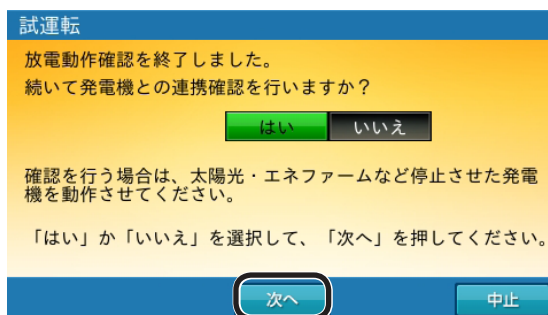 試運転
放電動作確認を終了しました。
続いて発電機との連携確認を行いますか？
はい いいえ
確認を行う場合は、太陽光・エネファームなど停止させた発電
機を動作させてください。
「はい」か「いいえ」を選択して、「次へ」を押してください。
次へ 中止